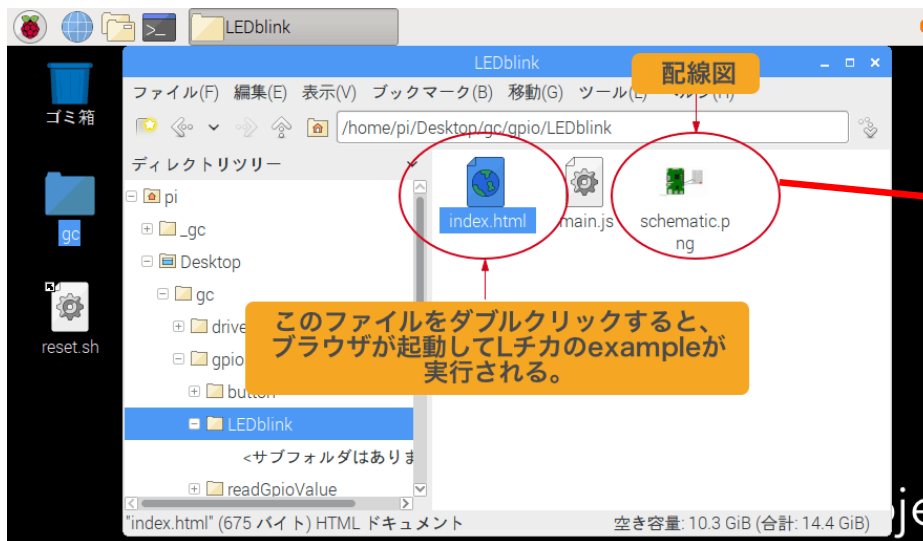 LEDblink
LEDblink
配線図
ファイル(F) 編集(E) 表示(V) ブックマーク(B) 移動(G) ツール(L)
/home/pi/Desktop/gc/gpio/LEDblink
ゴミ箱
ディレクトリツリー
pi
_gc
Desktop
gc
drive
gpio
button
LEDblink
<サブフォルダはありま
readGpioValue
index.html
main.js
schematic.p
ng
このファイルをダブルクリックすると、
ブラウザが起動してLチカのexampleが
実行される。
gc
reset.sh
"index.html" (675 バイト) HTML ドキュメント
空き容量: 10.3 GiB (合計: 14.4 GiB)